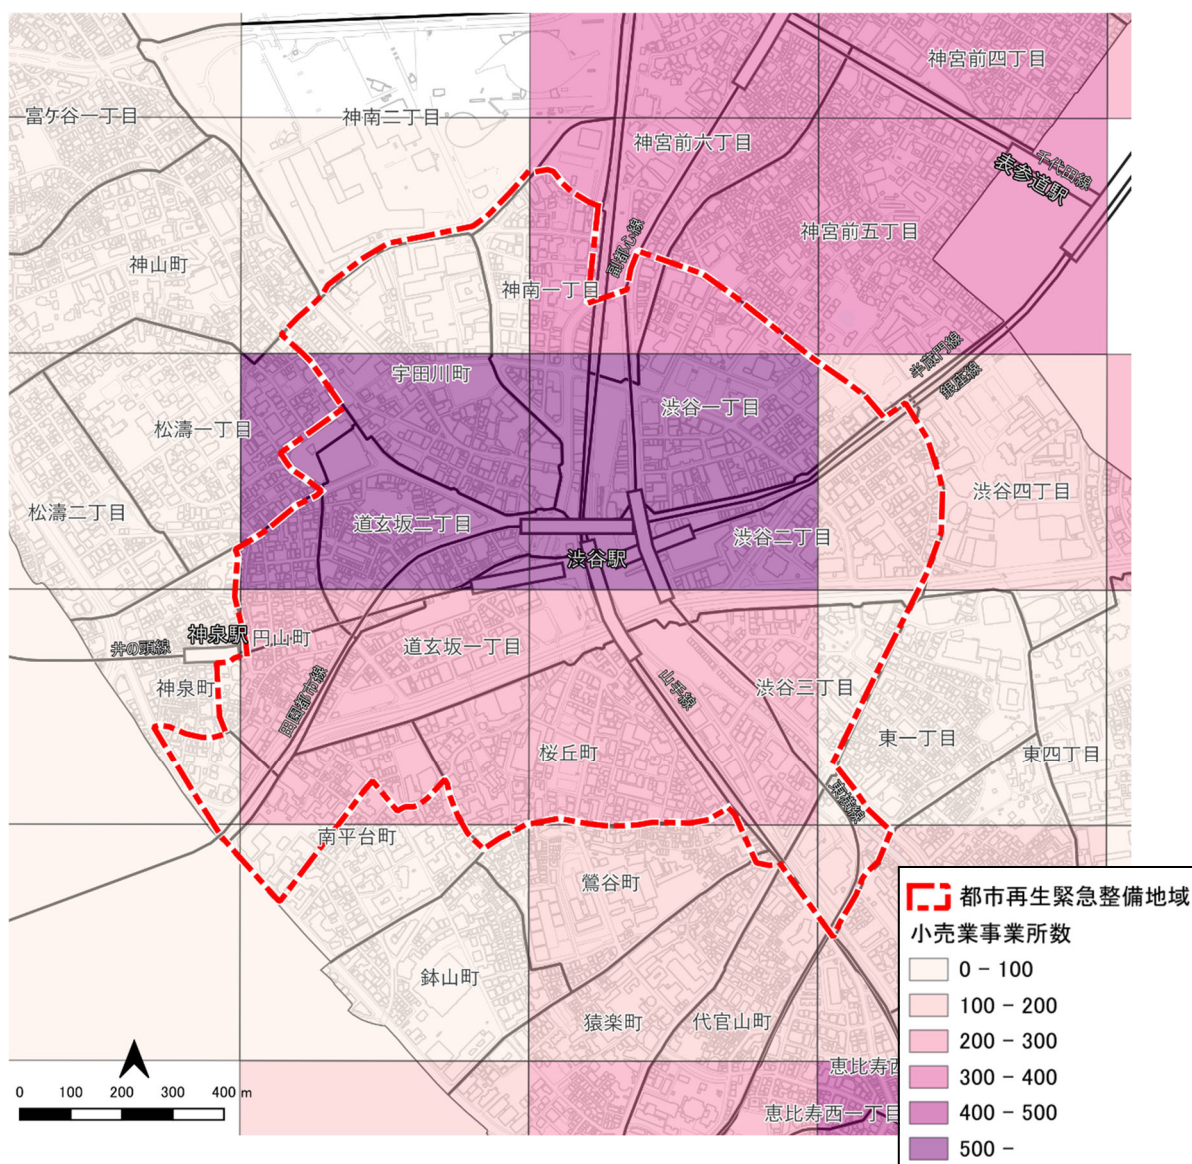 神宮前四丁目
富ケ谷一丁目
神南二丁目
神宮前六丁目
千代田線
表参道駅
神宮前五丁目
副都心線
神山町
神南一丁目
半蔵門線
銀座線
宇田川町
渋谷一丁目
松濤一丁目
渋谷四丁目
松濤二丁目
道玄坂二丁目
渋谷二丁目
渋谷駅
神泉駅
円山町
井の頭線
道玄坂一丁目
神泉町
田園都市線
山手線
渋谷三丁目
東一丁目
桜丘町
東四丁目
東横線
南平台町
鶯谷町
鉢山町
猿楽町
代官山町
恵比寿西
恵比寿西一丁目
0 100 200 300 400 m
都市再生緊急整備地域
小売業事業所数
0 - 100
100 - 200
200 - 300
300 - 400
400 - 500
500 -